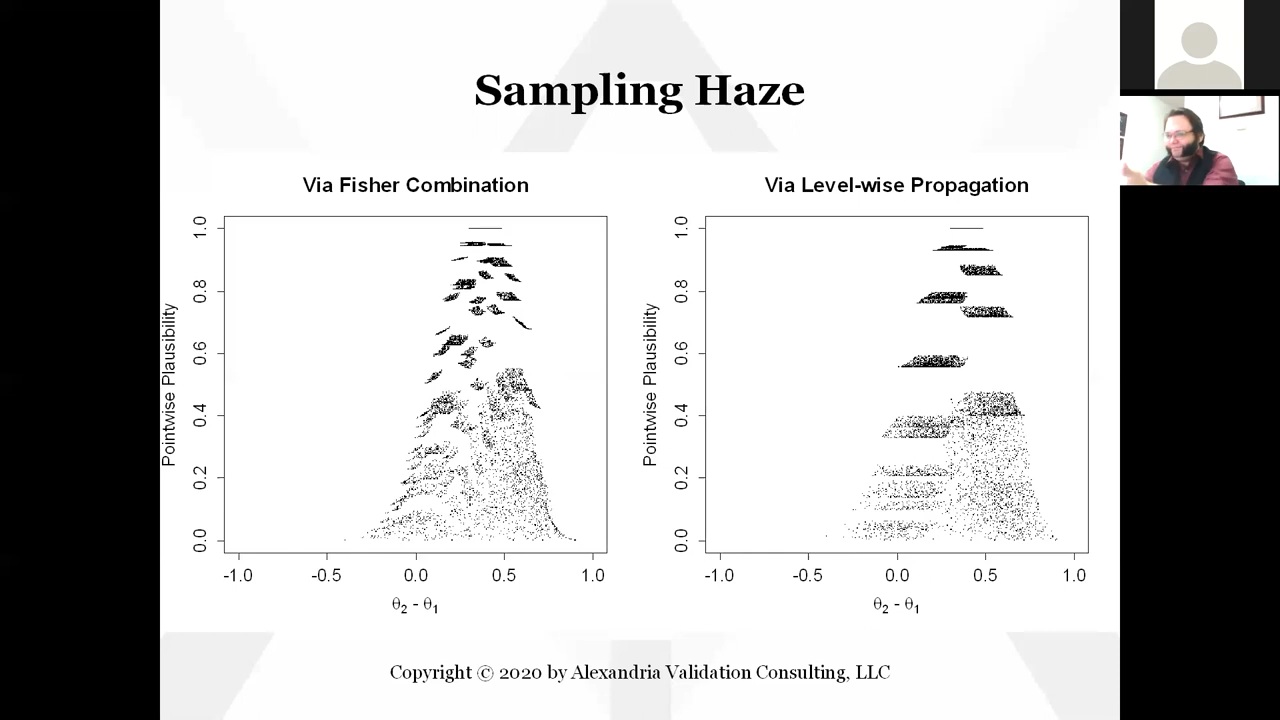 Sampling Haze
Via Fisher Combination
Pointwise Plausibility
1.0
0.8
0.6
0.4
0.2
0.0
-1.0 -0.5 0.0 0.5 1.0
θ2 - θ1
Via Level-wise Propagation
Pointwise Plausibility
1.0
0.8
0.6
0.4
0.2
0.0
-1.0 -0.5 0.0 0.5 1.0
θ2 - θ1
Copyright © 2020 by Alexandria Validation Consulting, LLC